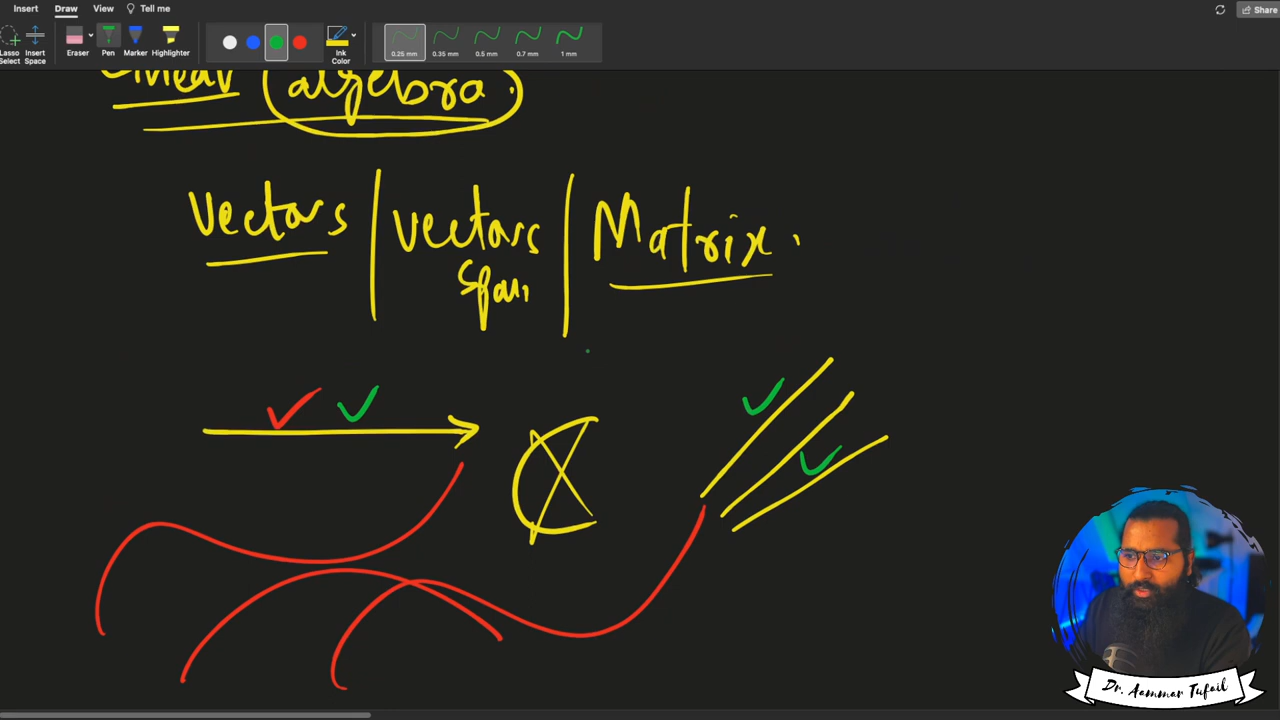 Insert Draw View Tell me
Share
Lasso Select
Insert Space
Eraser
Pen
Marker
Highlighter
Ink Color
0.25 mm
0.35 mm
0.5 mm
0.7 mm
1 mm
Linear algebra
Vectors | Vectors | Matrix
Dr. Aammar Tufail